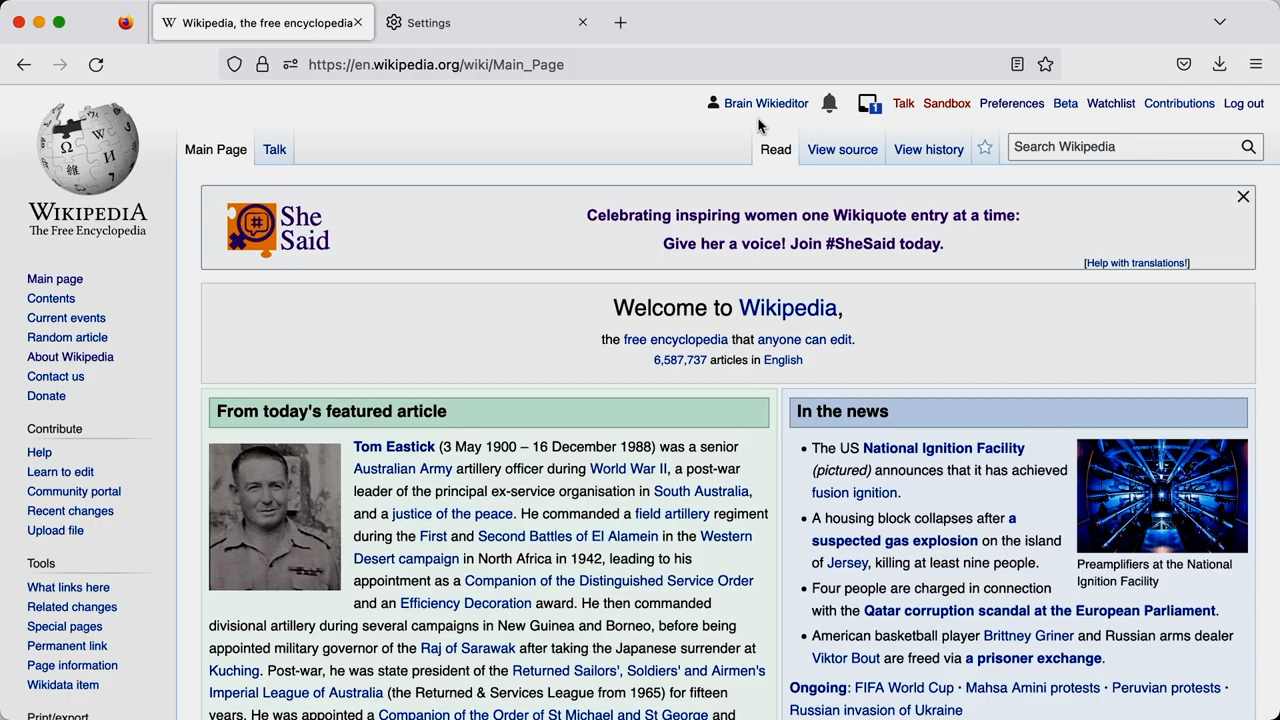 Wikipedia, the free encyclopedia
Settings
https://en.wikipedia.org/wiki/Main_Page
Brain Wikieditor
1
Talk
Sandbox
Preferences
Beta
Watchlist
Contributions
Log out
Main Page
Talk
Read
View source
View history
Search Wikipedia
WIKIPEDIA
The Free Encyclopedia
Main page
Contents
Current events
Random article
About Wikipedia
Contact us
Donate
Contribute
Help
Learn to edit
Community portal
Recent changes
Upload file
Tools
What links here
Related changes
Special pages
Permanent link
Page information
Wikidata item
Print/export
She
Said
Celebrating inspiring women one Wikiquote entry at a time:
Give her a voice! Join #SheSaid today.
[Help with translations!]
Welcome to Wikipedia,
the free encyclopedia that anyone can edit.
6,587,737 articles in English
From today's featured article
Tom Eastick (3 May 1900 – 16 December 1988) was a senior
Australian Army artillery officer during World War II, a post-war
leader of the principal ex-service organisation in South Australia,
and a justice of the peace. He commanded a field artillery regiment
during the First and Second Battles of El Alamein in the Western
Desert campaign in North Africa in 1942, leading to his
appointment as a Companion of the Distinguished Service Order
and an Efficiency Decoration award. He then commanded
divisional artillery during several campaigns in New Guinea and Borneo, before being
appointed military governor of the Raj of Sarawak after taking the Japanese surrender at
Kuching. Post-war, he was state president of the Returned Sailors', Soldiers' and Airmen's
Imperial League of Australia (the Returned & Services League from 1965) for fifteen
years. He was appointed a Companion of the Order of St Michael and St George and
In the news
• The US National Ignition Facility
(pictured) announces that it has achieved
fusion ignition.
• A housing block collapses after a
suspected gas explosion on the island
of Jersey, killing at least nine people.
Preamplifiers at the National
Ignition Facility
• Four people are charged in connection
with the Qatar corruption scandal at the European Parliament.
• American basketball player Brittney Griner and Russian arms dealer
Viktor Bout are freed via a prisoner exchange.
Ongoing: FIFA World Cup · Mahsa Amini protests · Peruvian protests ·
Russian invasion of Ukraine